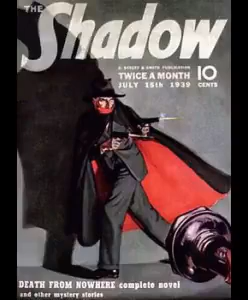 THE
Shadow
A STREET & SMITH PUBLICATION
TWICE A MONTH
JULY 15th 1939
10
CENTS
DEATH FROM NOWHERE complete novel
and other mystery stories